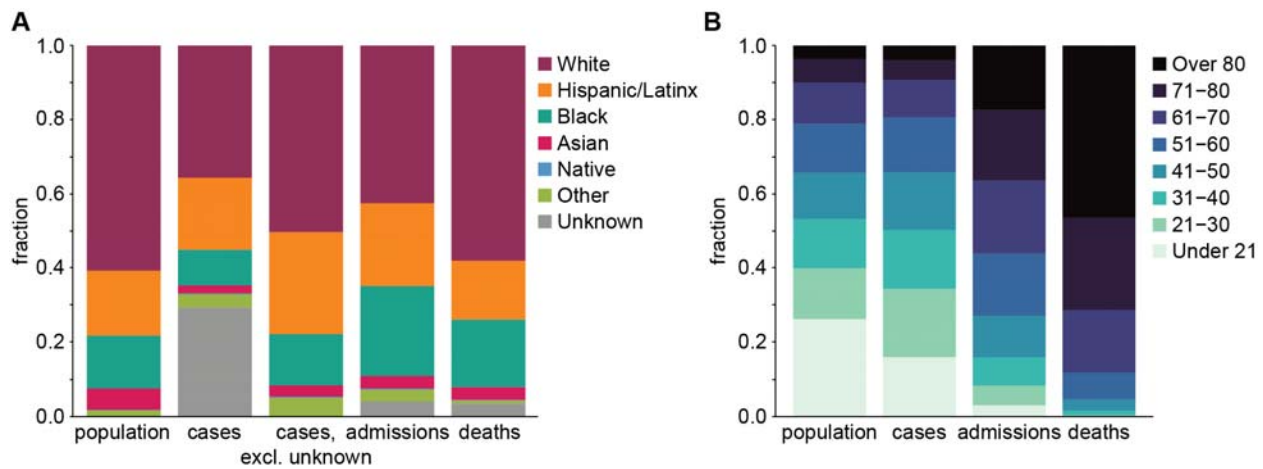 A
1.0
0.8
0.6
0.4
0.2
0.0
fraction
population
cases
cases,
excl. unknown
admissions
deaths
White
Hispanic/Latinx
Black
Asian
Native
Other
Unknown
B
1.0
0.8
0.6
0.4
0.2
0.0
fraction
population
cases
admissions
deaths
Over 80
71–80
61–70
51–60
41–50
31–40
21–30
Under 21